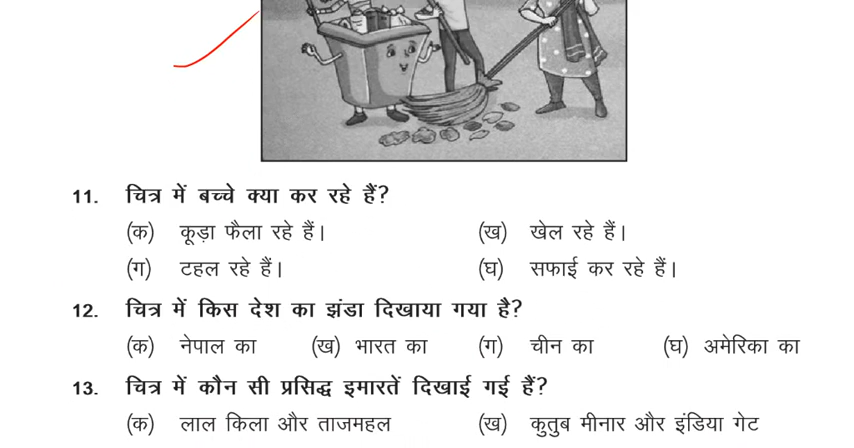 11. चित्र में बच्चे क्या कर रहे हैं?
(क) कूड़ा फैला रहे हैं। (ख) खेल रहे हैं।
(ग) टहल रहे हैं। (घ) सफाई कर रहे हैं।
12. चित्र में किस देश का झंडा दिखाया गया है?
(क) नेपाल का (ख) भारत का (ग) चीन का (घ) अमेरिका का
13. चित्र में कौन सी प्रसिद्ध इमारतें दिखाई गई हैं?
(क) लाल किला और ताजमहल (ख) कुतुब मीनार और इंडिया गेट